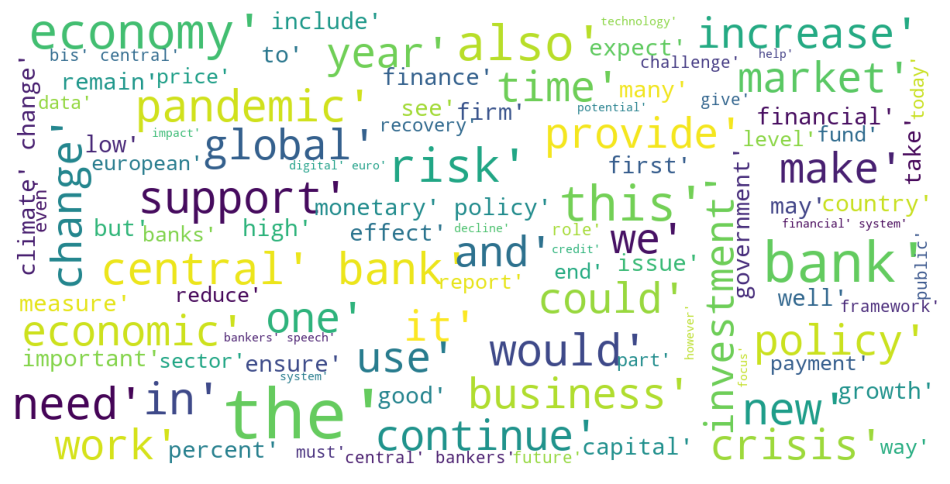 economy' include' year' also' technology' increase'
bis' central' to' expect' challenge' help'
remain' price' finance' time' many' market' today'
climate' change' data' pandemic' see' firm' potential' give' financial'
change' low' impact' global' recovery' provide' level' fund' take'
european' digital' euro' risk' first' make'
even' support' monetary' policy' this' investment' government' may' country'
but' banks' high' effect' decline' role' we' financial' system'
central' bank' and' credit' end' issue' bank' public'
measure' reduce' report' could' well' framework'
economic' one' it' however' policy'
bankers' speech' would' part'
important' sector' ensure' use' payment'
system' focus'
need' in' the' good' business' new' growth'
work' percent' continue' capital' crisis' way'
must' central' bankers' future'